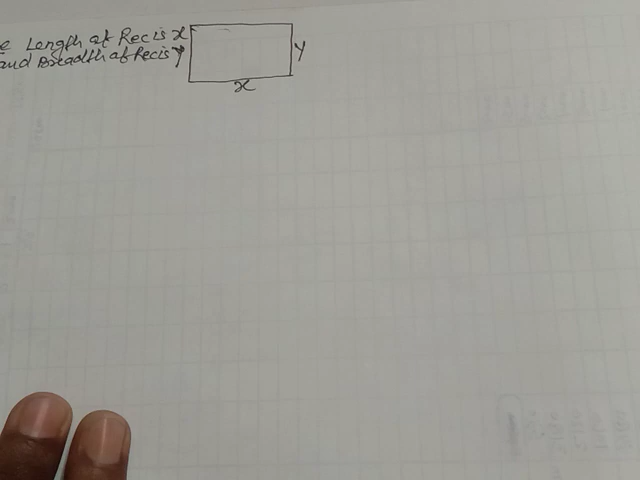 e Length of Rec is x
and Breadth of Rec is y
y
x